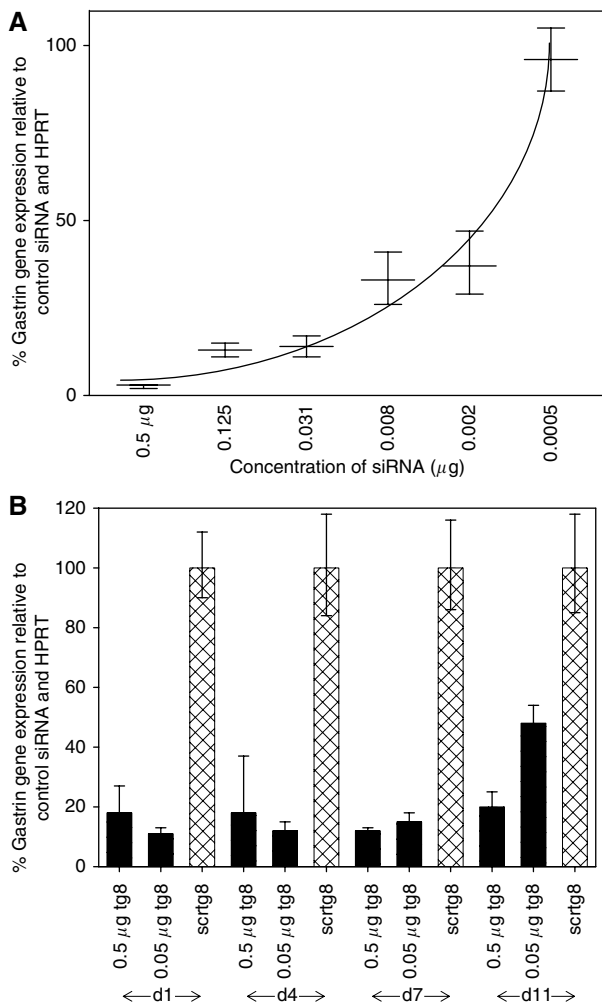 A
% Gastrin gene expression relative to
control siRNA and HPRT
100
50
0
0.5 μg
0.125
0.031
0.008
0.002
0.0005
Concentration of siRNA (μg)
B
% Gastrin gene expression relative to
control siRNA and HPRT
120
100
80
60
40
20
0
0.5 μg tg8
0.05 μg tg8
scrtg8
0.5 μg tg8
0.05 μg tg8
scrtg8
0.5 μg tg8
0.05 μg tg8
scrtg8
0.5 μg tg8
0.05 μg tg8
scrtg8
d1
d4
d7
d11